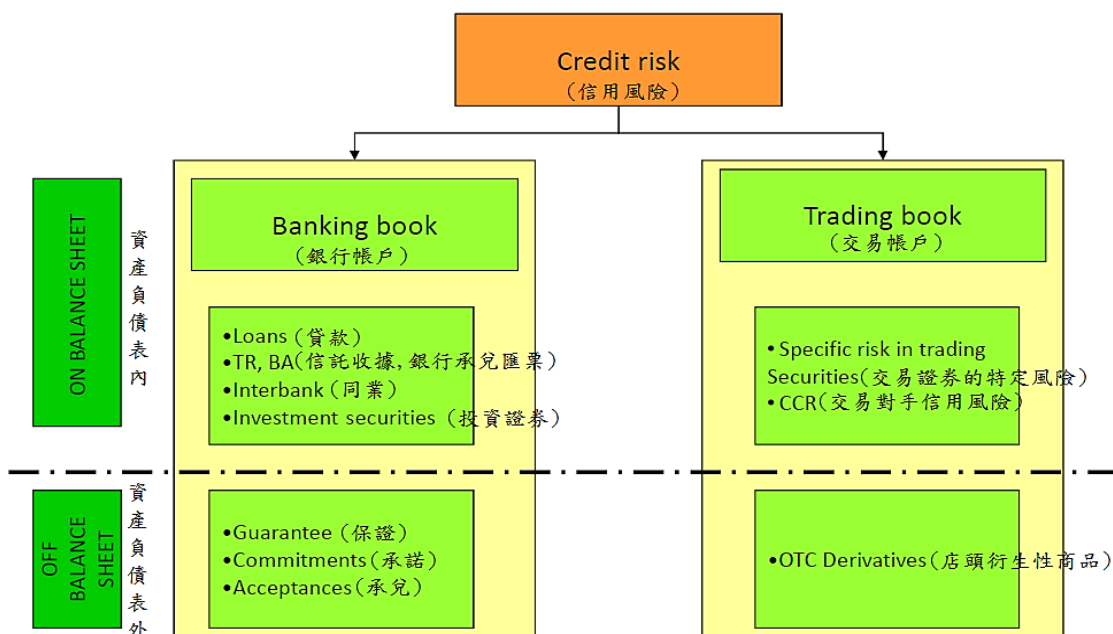 Credit risk
(信用風險)
Banking book
(銀行帳戶)
Trading book
(交易帳戶)
ON BALANCE SHEET
資產負債表內
•Loans (貸款)
•TR, BA(信託收據, 銀行承兌匯票)
•Interbank (同業)
•Investment securities (投資證券)
•Specific risk in trading
Securities(交易證券的特定風險)
•CCR(交易對手信用風險)
OFF
BALANCE
SHEET
資產負債表外
•Guarantee (保證)
•Commitments(承諾)
•Acceptances(承兌)
•OTC Derivatives(店頭衍生性商品)